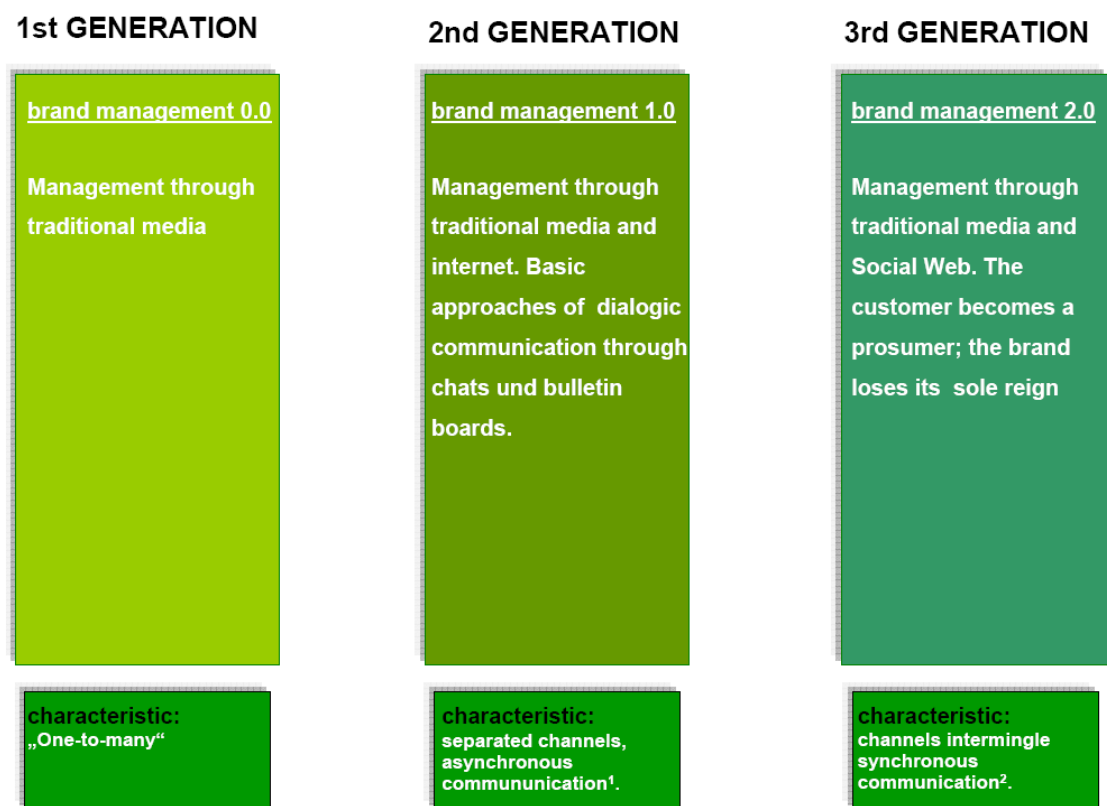 1st GENERATION
brand management 0.0
Management through
traditional media
characteristic:
„One-to-many“
2nd GENERATION
brand management 1.0
Management through
traditional media and
internet. Basic
approaches of dialogic
communication through
chats und bulletin
boards.
characteristic:
separated channels,
asynchronous
commununication¹.
3rd GENERATION
brand management 2.0
Management through
traditional media and
Social Web. The
customer becomes a
prosumer; the brand
loses its sole reign
characteristic:
channels intermingle
synchronous
communication².